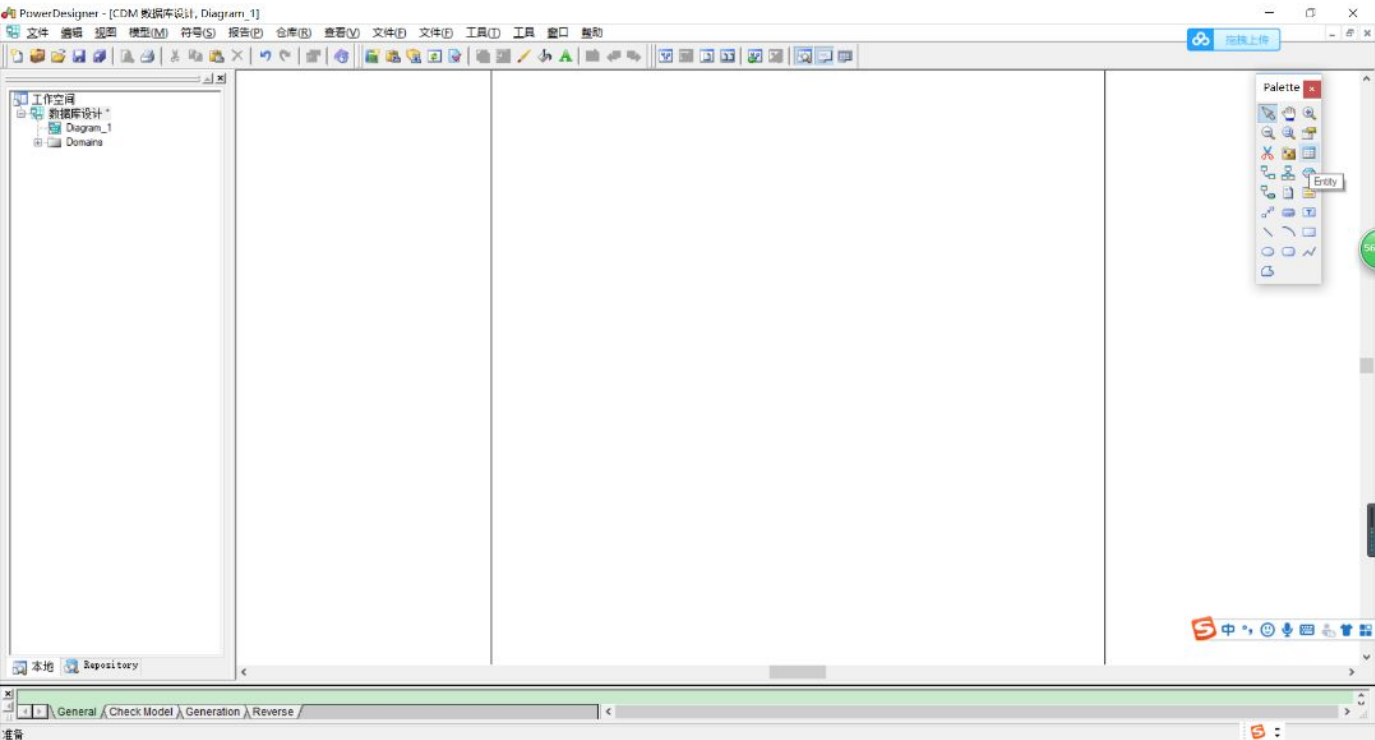 PowerDesigner - [CDM 数据库设计, Diagram_1]
文件 编辑 视图 模型(M) 符号(S) 报告(P) 仓库(R) 查看(V) 文件(F) 文件(F) 工具(T) 工具 窗口 帮助
拖拽上传
工作空间
数据库设计 *
Diagram_1
Domains
Palette
Entity
56
中
本地 Repository
General Check Model Generation Reverse
准备